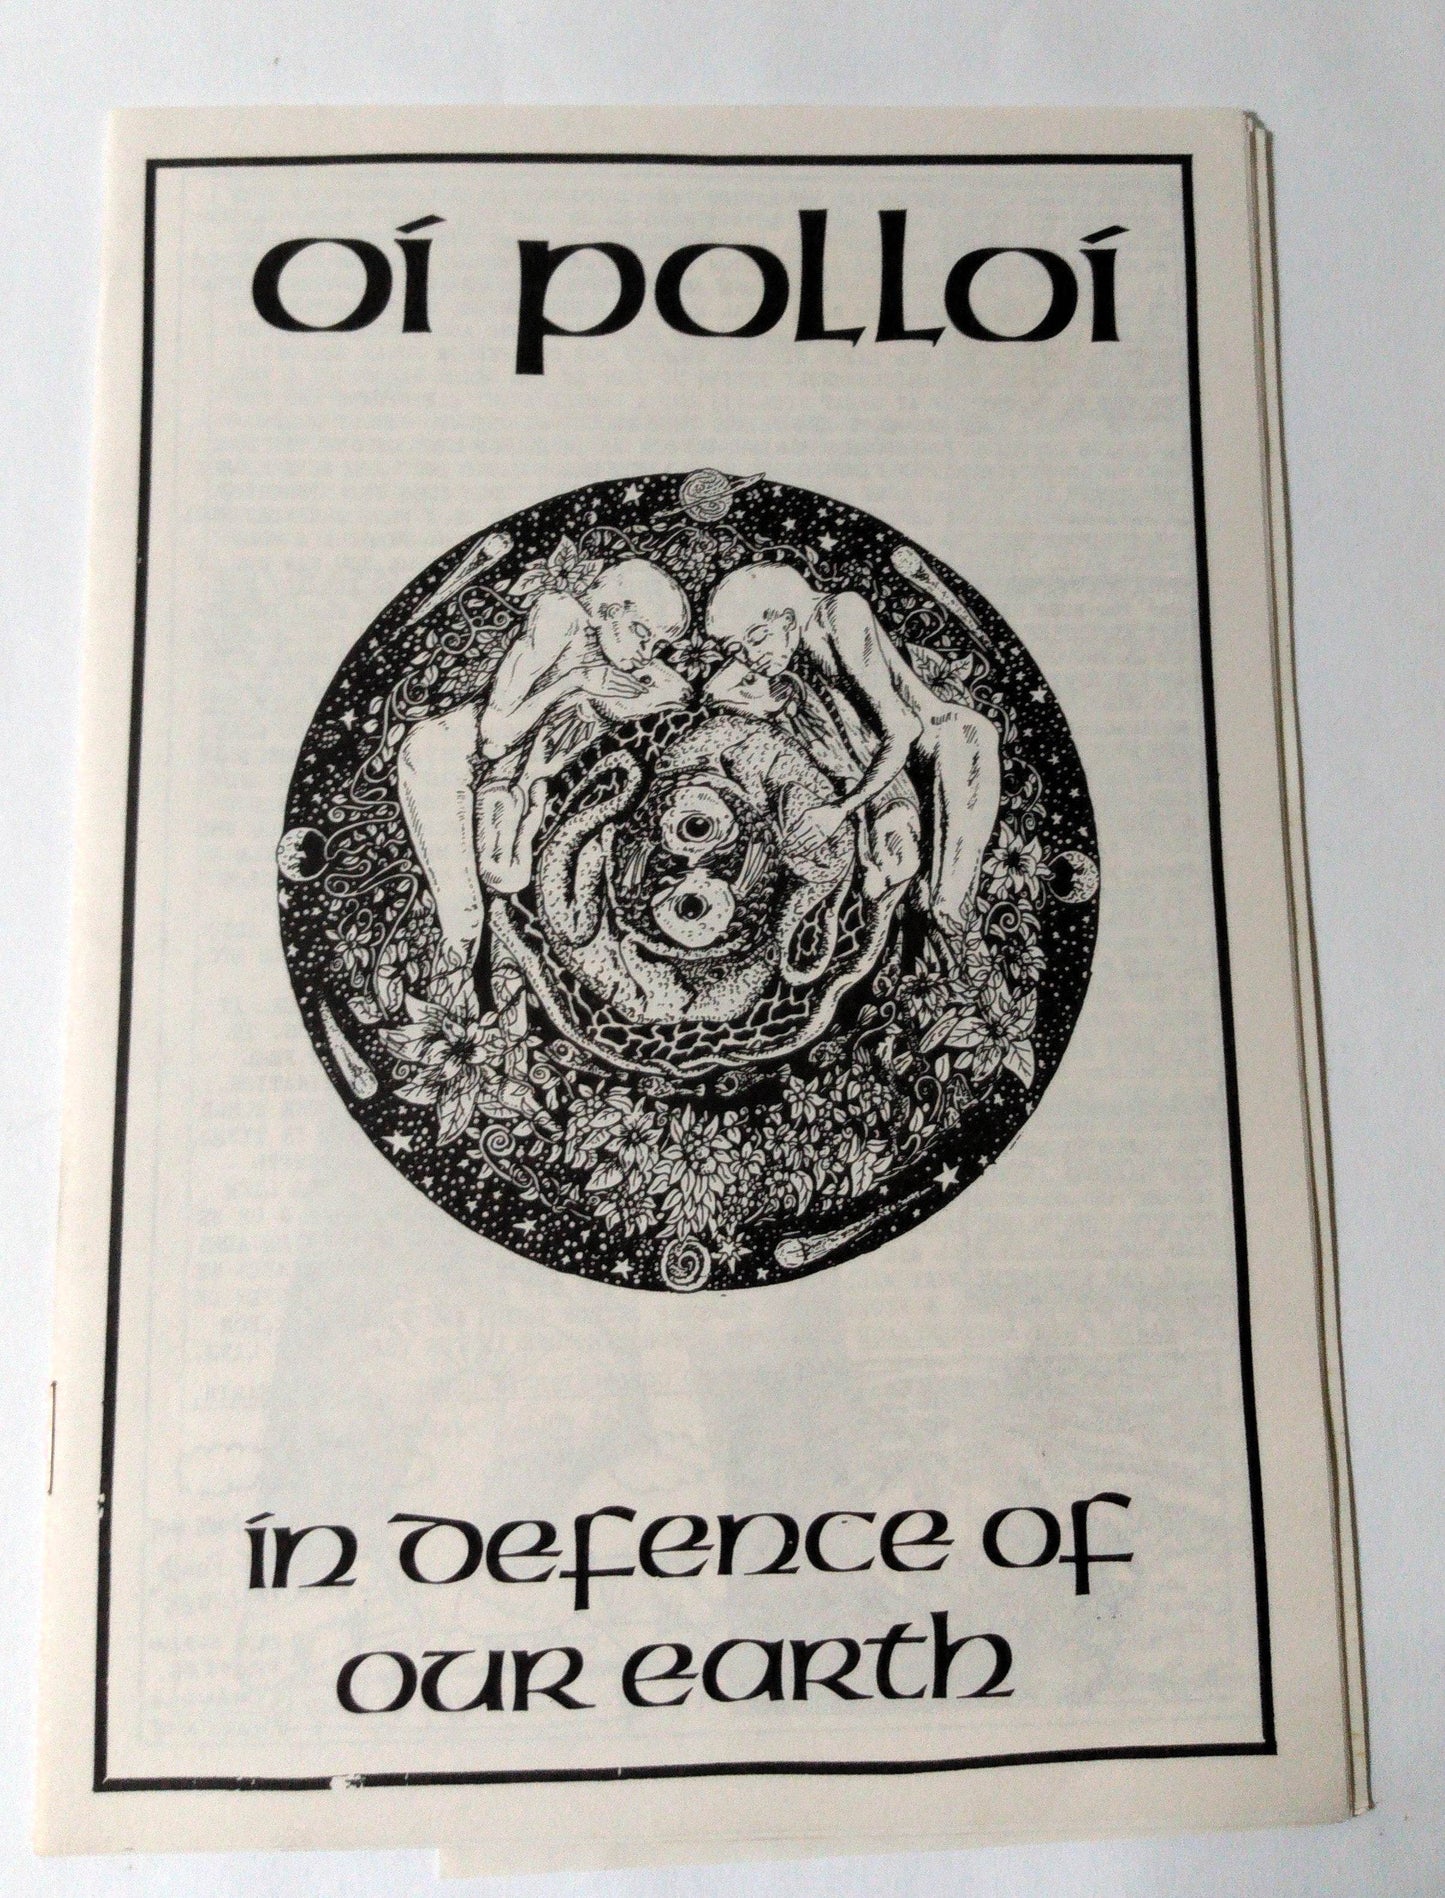 oí polloí
in defence of
our earth